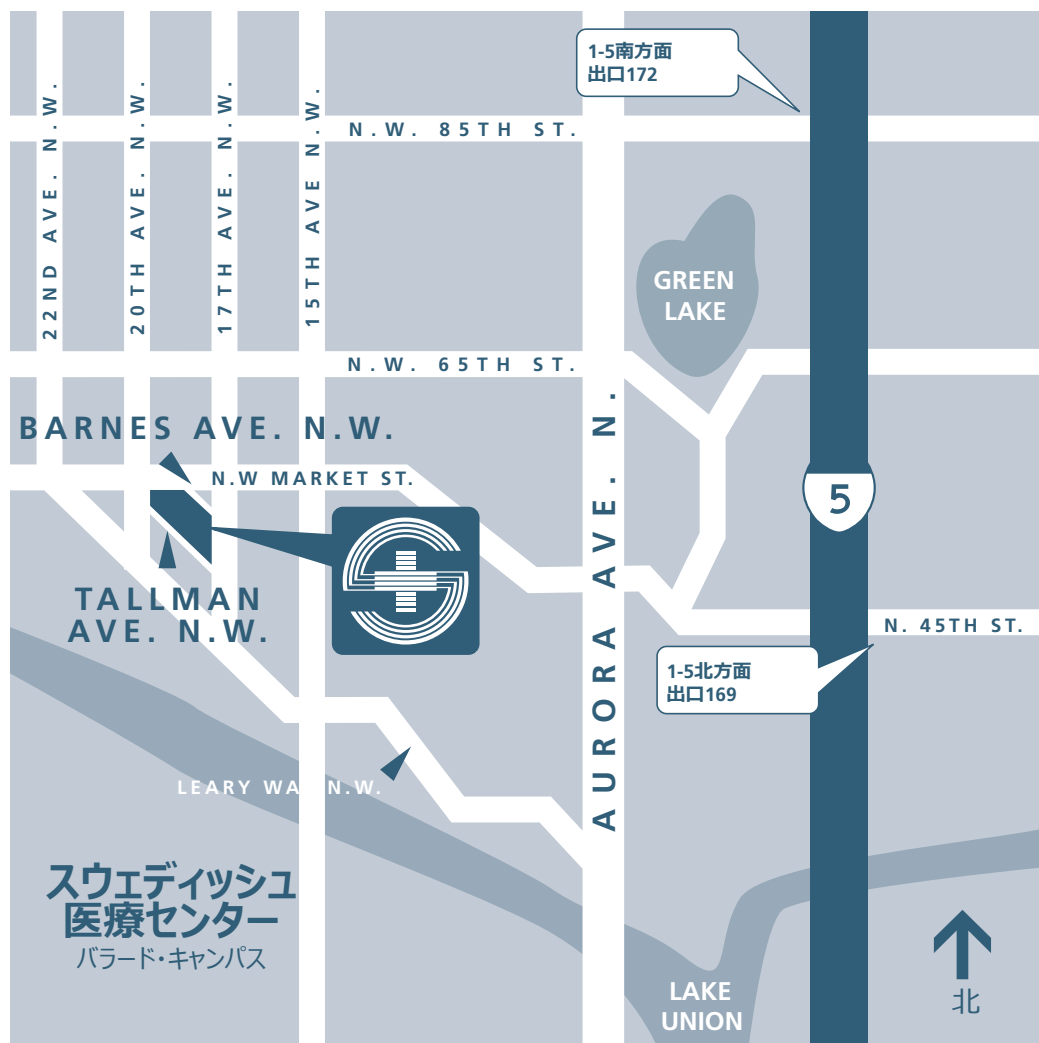 1-5南方面
出口172
N.W. 85TH ST.
22ND AVE. N.W.
20TH AVE. N.W.
17TH AVE. N.W.
15TH AVE N.W.
GREEN
LAKE
N.W. 65TH ST.
BARNES AVE. N.W.
N.W MARKET ST.
AURORA AVE. N.
5
TALLMAN
AVE. N.W.
N. 45TH ST.
1-5北方面
出口169
LEARY WA N.W.
スウェディッシュ
医療センター
バラード・キャンパス
LAKE
UNION
北